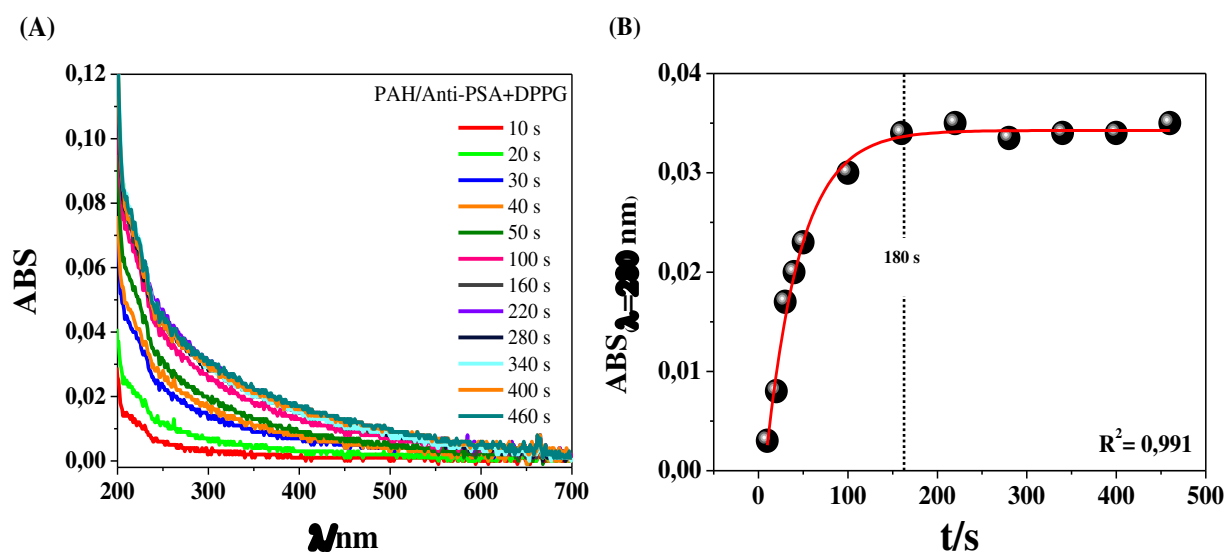 (A)
0,12
0,10
0,08
0,06
0,04
0,02
0,00
ABS
PAH/Anti-PSA+DPPG
10 s
20 s
30 s
40 s
50 s
100 s
160 s
220 s
280 s
340 s
400 s
460 s
200 300 400 500 600 700
λ/nm
(B)
0,04
0,03
0,02
0,01
0,00
ABS(λ=280 nm)
180 s
R²= 0,991
0 100 200 300 400 500
t/s